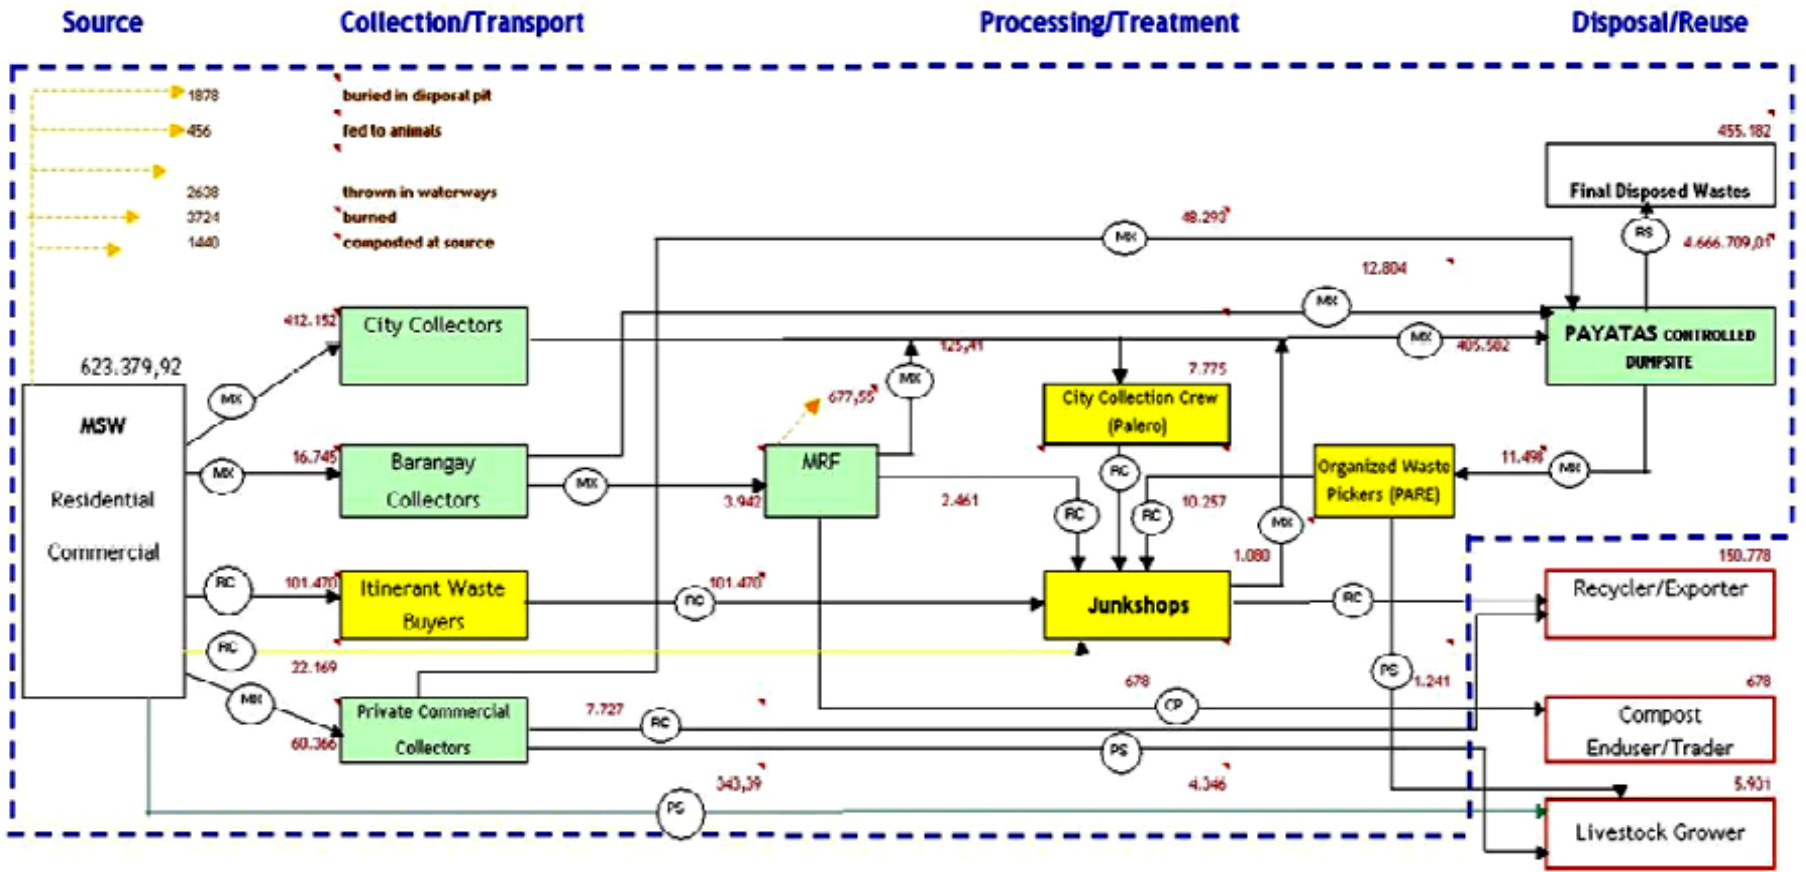 Source
Collection/Transport
Processing/Treatment
Disposal/Reuse
1878 buried in disposal pit
456 fed to animals
2638 thrown in waterways
3724 burned
1440 composted at source
455.182
Final Disposed Wastes
RS
4.666.709,01
48.293
MX
12.804
MX
412.152
City Collectors
PAYATAS CONTROLLED
DUMPSITE
MX
405.502
125,41
MX
7.775
623.379,92
MX
677,55
City Collection Crew
(Palero)
MSW
Residential
Commercial
16.745
MX
Barangay
Collectors
MX
3.942
MRF
2.461
RC
RC
RC
10.257
Organized Waste
Pickers (PARE)
11.498
MX
MX
1.080
150.778
RC
101.470
Itinerant Waste
Buyers
RC
101.470
Junkshops
RC
Recycler/Exporter
RC
22.169
PS
1.241
MX
60.366
Private Commercial
Collectors
7.727
RC
678
CP
678
Compost
Enduser/Trader
PS
343,39
4.346
5.931
PS
Livestock Grower